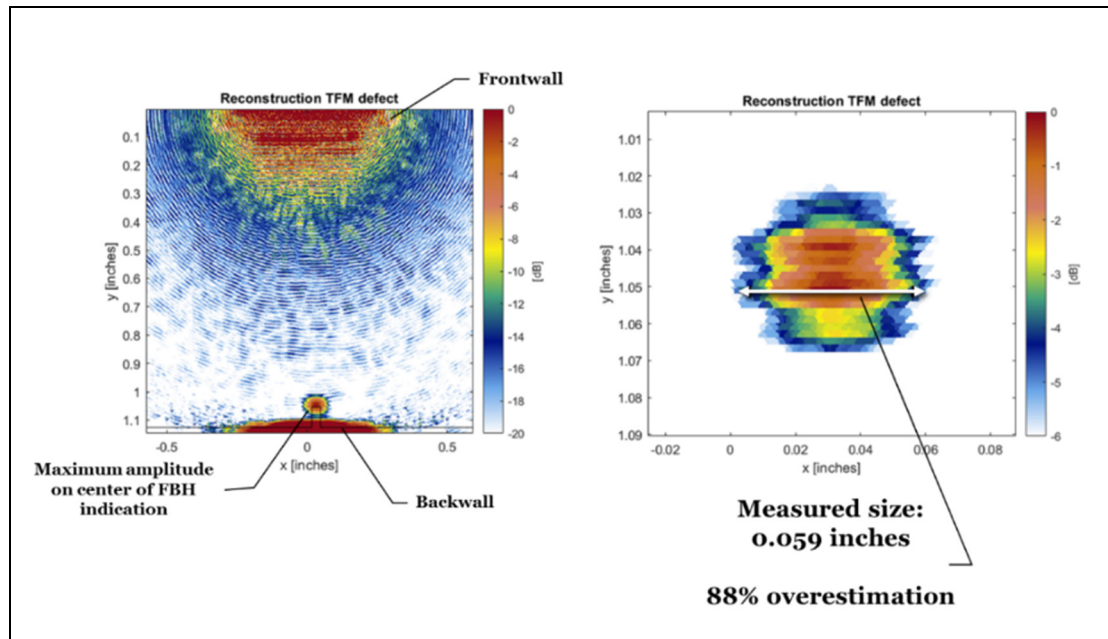 Frontwall
Reconstruction TFM defect
0.1
0.2
0.3
0.4
0.5
0.6
0.7
0.8
0.9
1
1.1
y [inches]
-0.5
0
0.5
x [inches]
0
-2
-4
-6
-8
-10
-12
-14
-16
-18
-20
[dB]
Maximum amplitude
on center of FBH
indication
Backwall
Reconstruction TFM defect
1.01
1.02
1.03
1.04
1.05
1.06
1.07
1.08
1.09
y [inches]
-0.02
0
0.02
0.04
0.06
0.08
x [inches]
0
-1
-2
-3
-4
-5
-6
[dB]
Measured size:
0.059 inches
88% overestimation